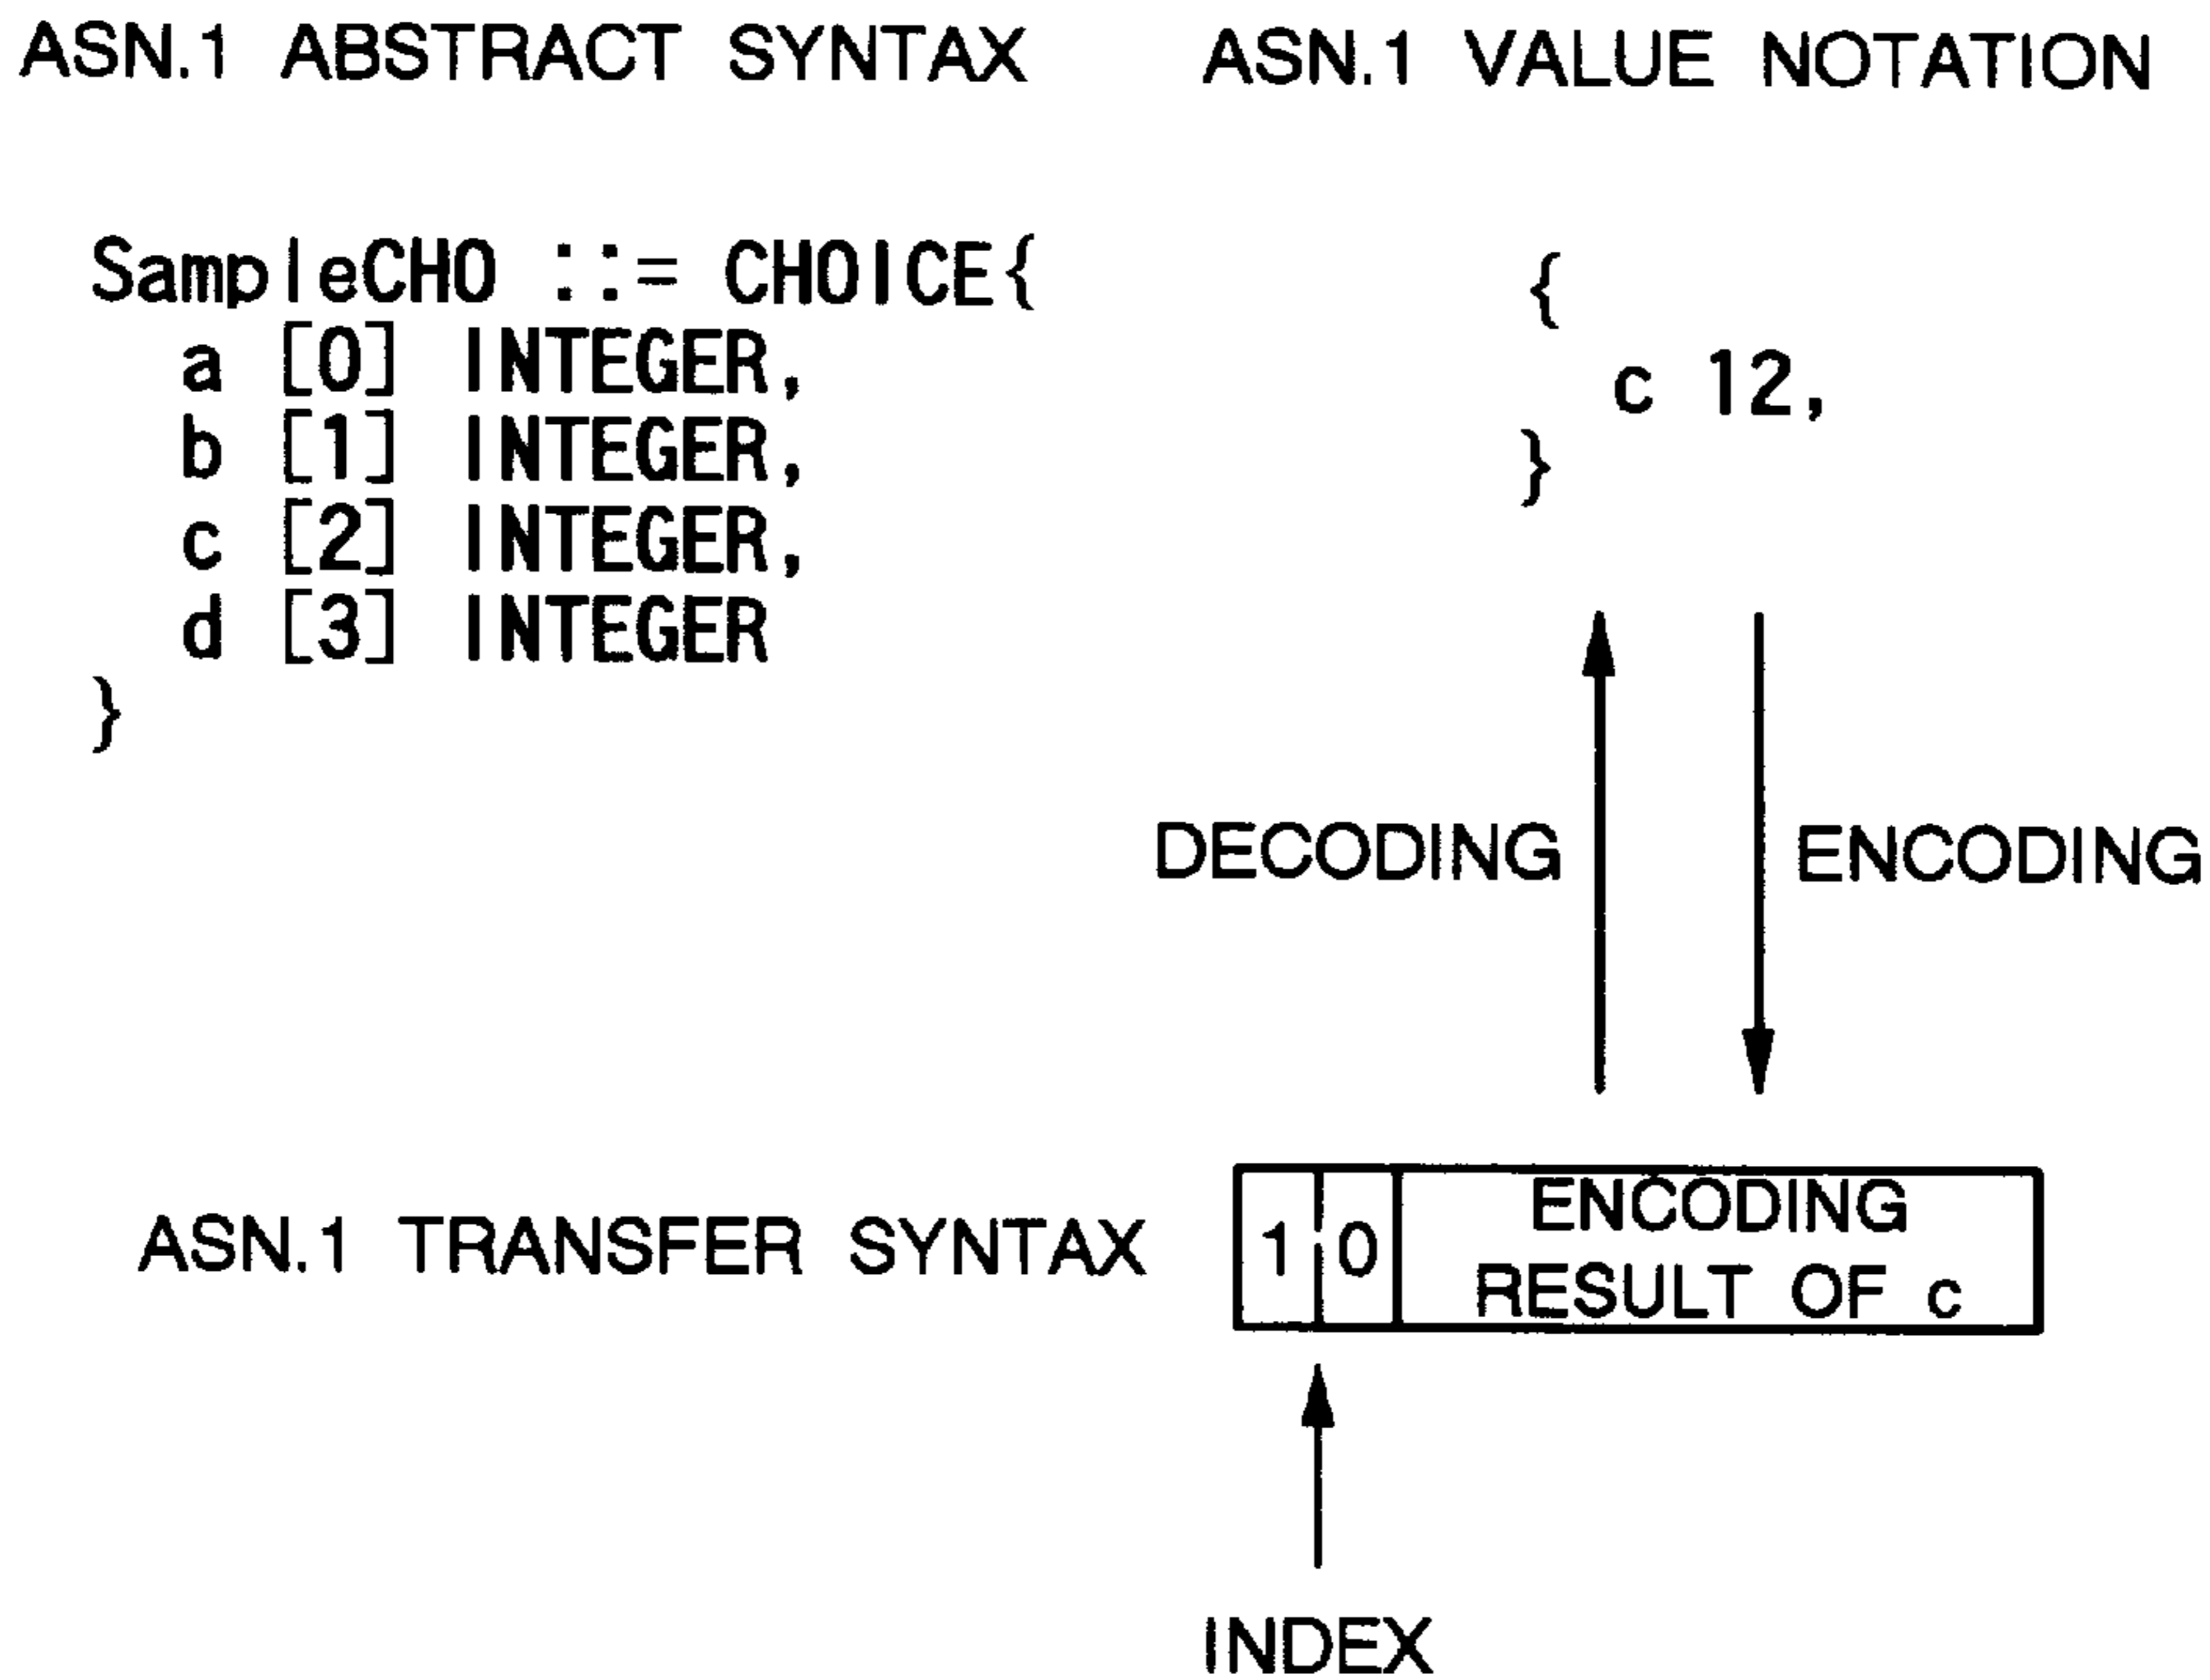 ASN.1 ABSTRACT SYNTAX
SampleCHO ::= CHOICE{
a [0] INTEGER,
b [1] INTEGER,
c [2] INTEGER,
d [3] INTEGER
}
ASN.1 VALUE NOTATION
{
c 12,
}
DECODING
ENCODING
ASN.1 TRANSFER SYNTAX
1 0
ENCODING
RESULT OF c
INDEX